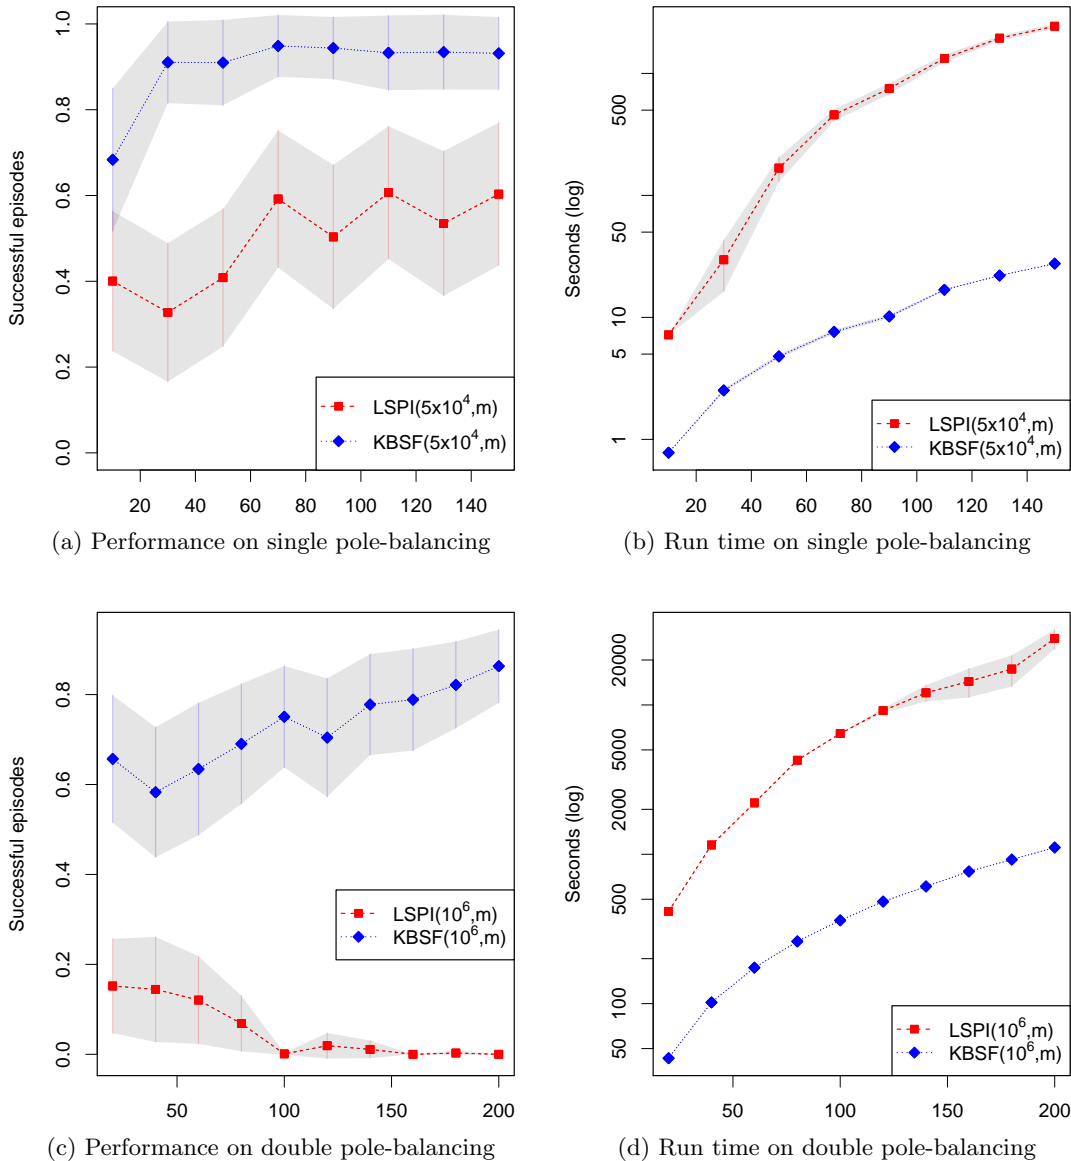 Successful episodes
1.0
0.8
0.6
0.4
0.2
0.0
LSPI(5x10^4,m)
KBSF(5x10^4,m)
20 40 60 80 100 120 140
(a) Performance on single pole-balancing
Seconds (log)
500
50
10
5
1
LSPI(5x10^4,m)
KBSF(5x10^4,m)
20 40 60 80 100 120 140
(b) Run time on single pole-balancing
Successful episodes
0.8
0.6
0.4
0.2
0.0
LSPI(10^6,m)
KBSF(10^6,m)
50 100 150 200
(c) Performance on double pole-balancing
Seconds (log)
20000
5000
2000
500
100
50
LSPI(10^6,m)
KBSF(10^6,m)
50 100 150 200
(d) Run time on double pole-balancing